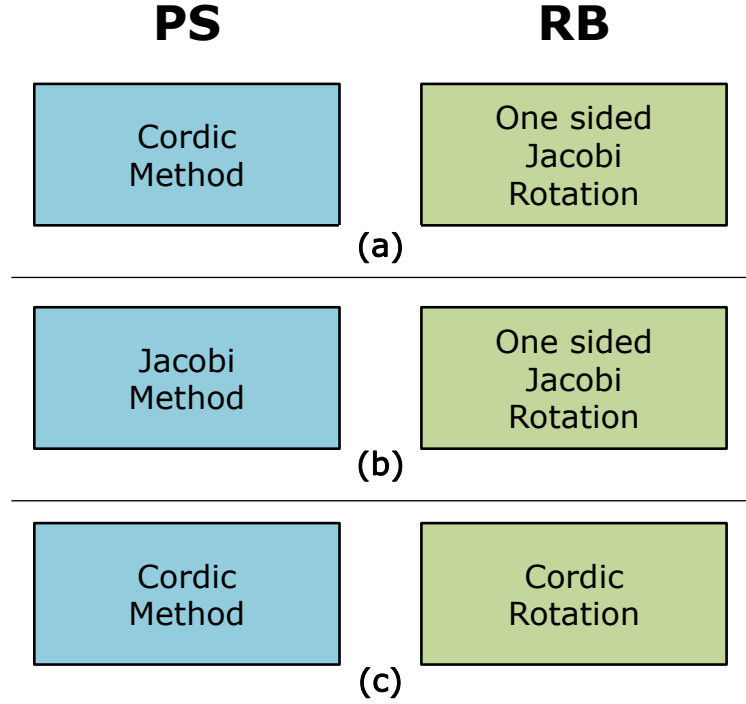 PS RB
Cordic
Method
One sided
Jacobi
Rotation
(a)
Jacobi
Method
One sided
Jacobi
Rotation
(b)
Cordic
Method
Cordic
Rotation
(c)